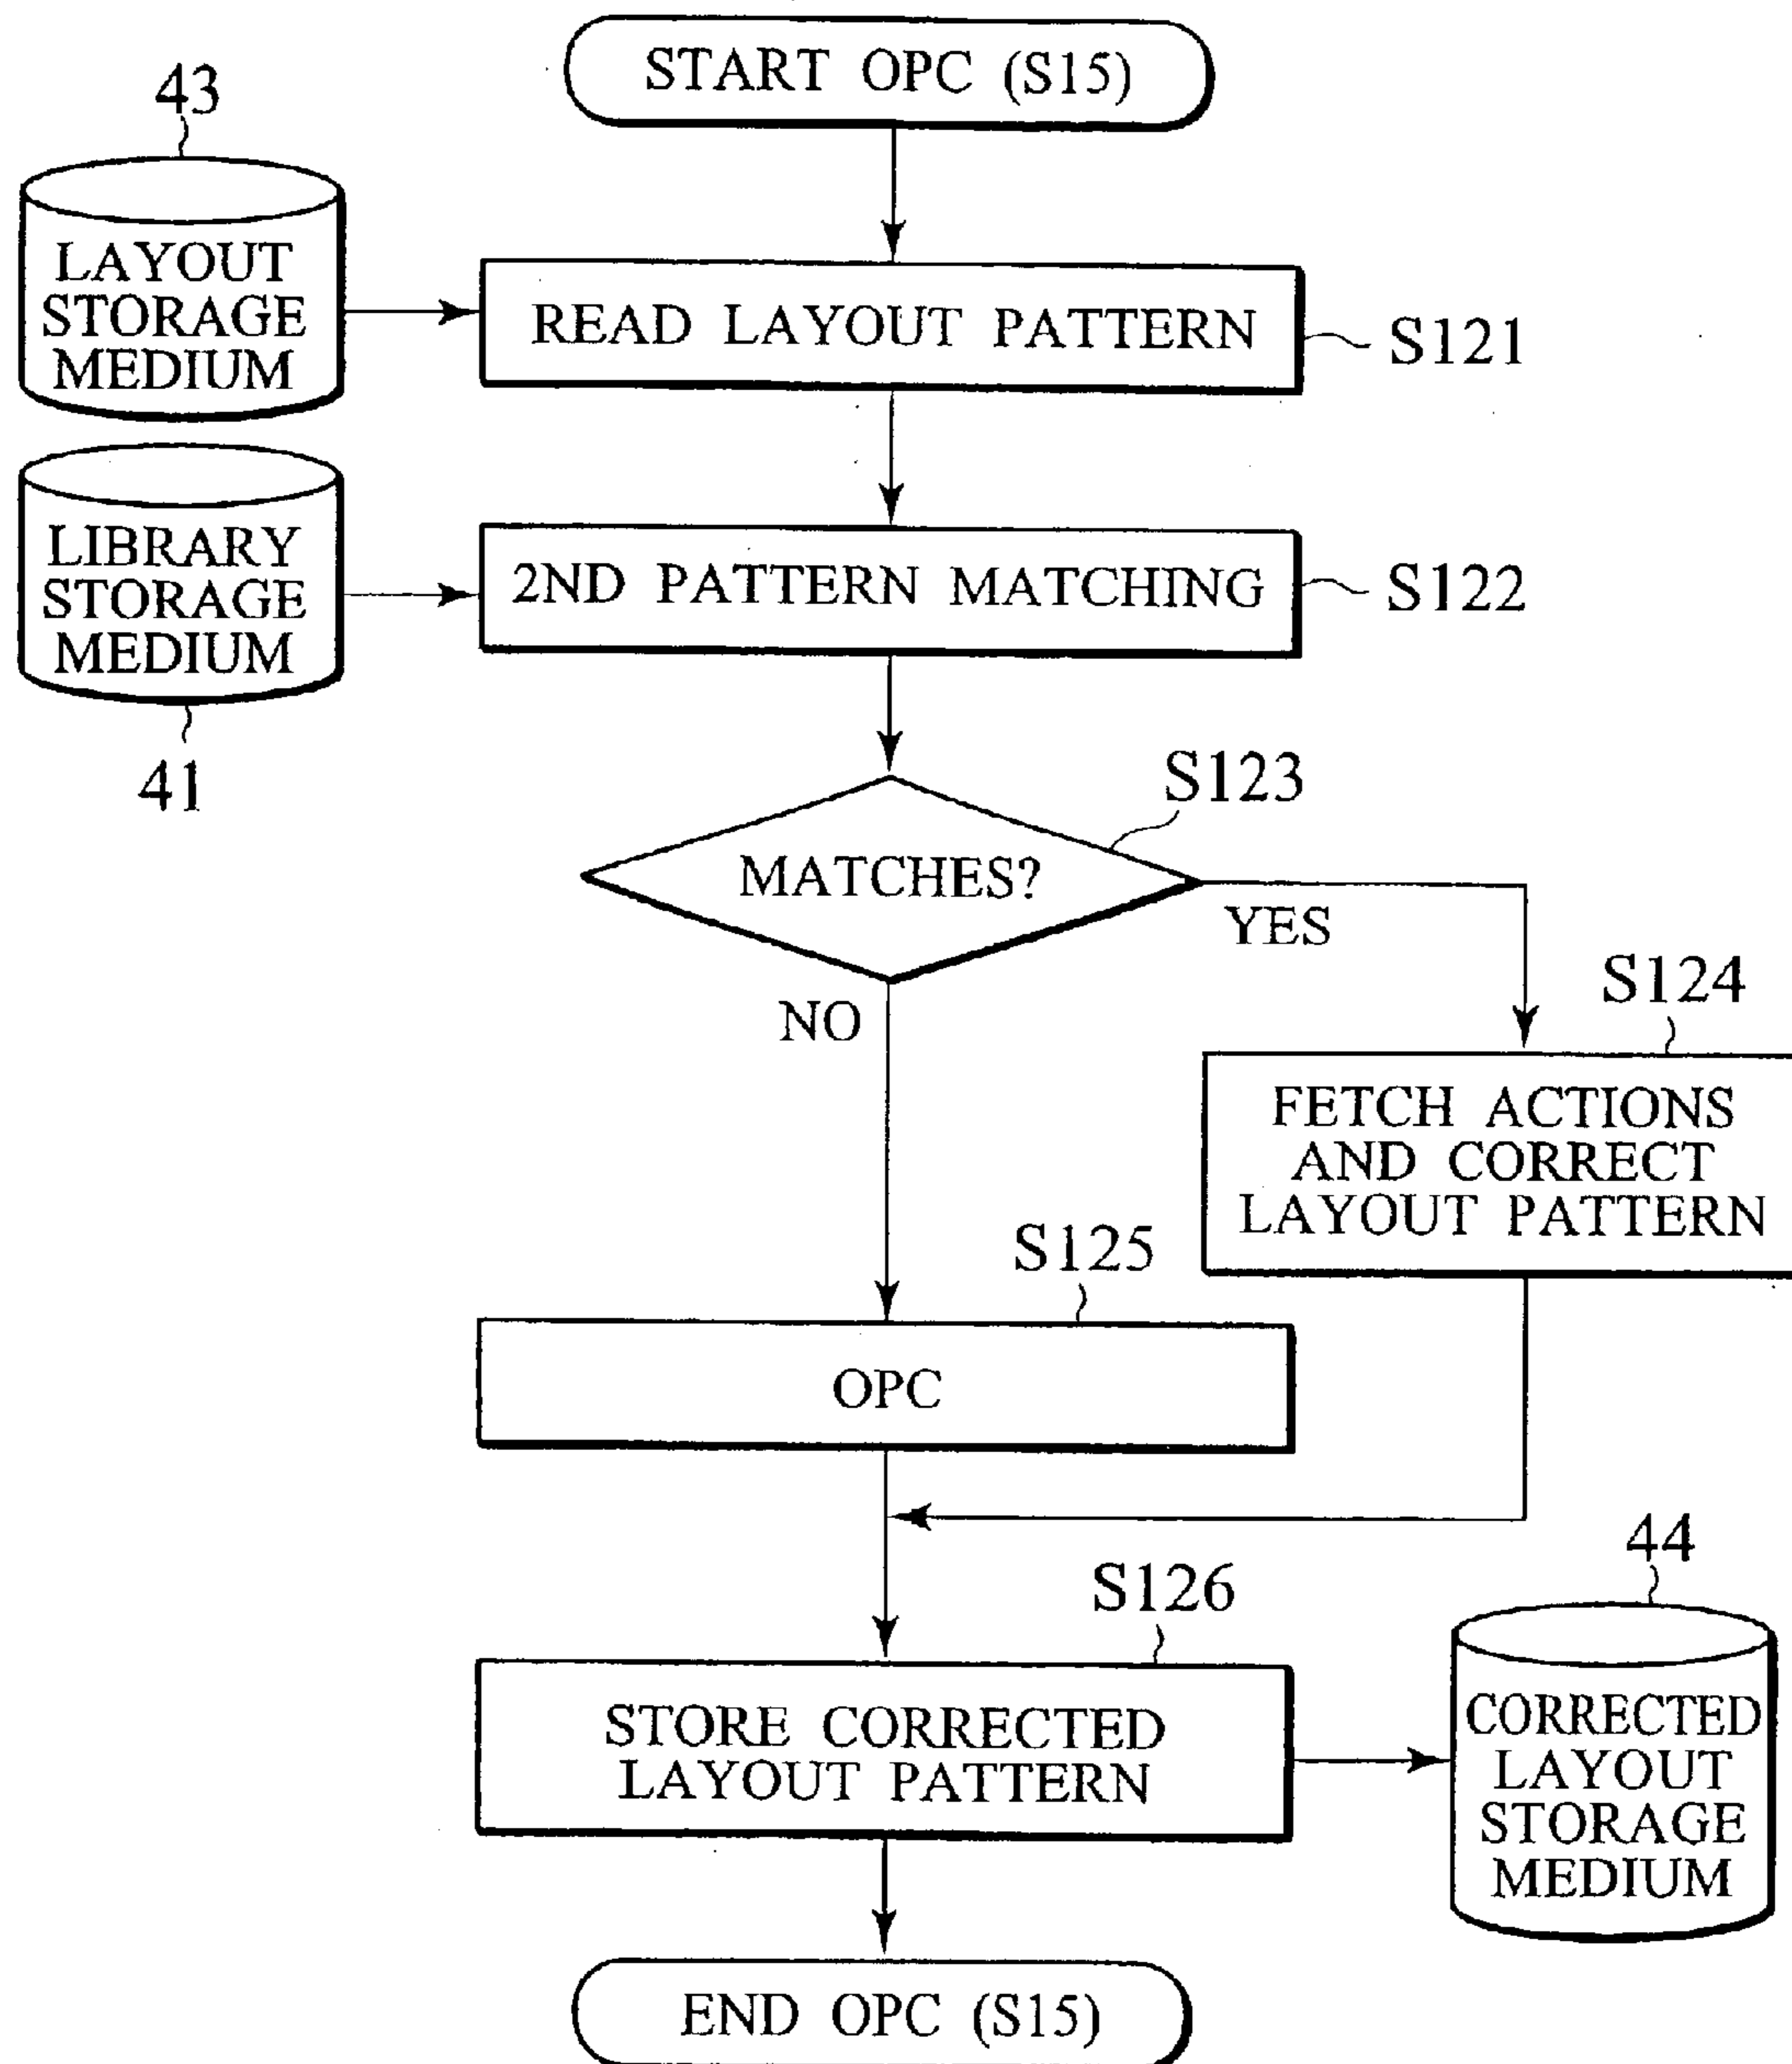 START OPC (S15)
43
LAYOUT
STORAGE
MEDIUM
READ LAYOUT PATTERN
S121
LIBRARY
STORAGE
MEDIUM
41
2ND PATTERN MATCHING
S122
S123
MATCHES?
YES
NO
S124
FETCH ACTIONS
AND CORRECT
LAYOUT PATTERN
S125
OPC
S126
STORE CORRECTED
LAYOUT PATTERN
44
CORRECTED
LAYOUT
STORAGE
MEDIUM
END OPC (S15)